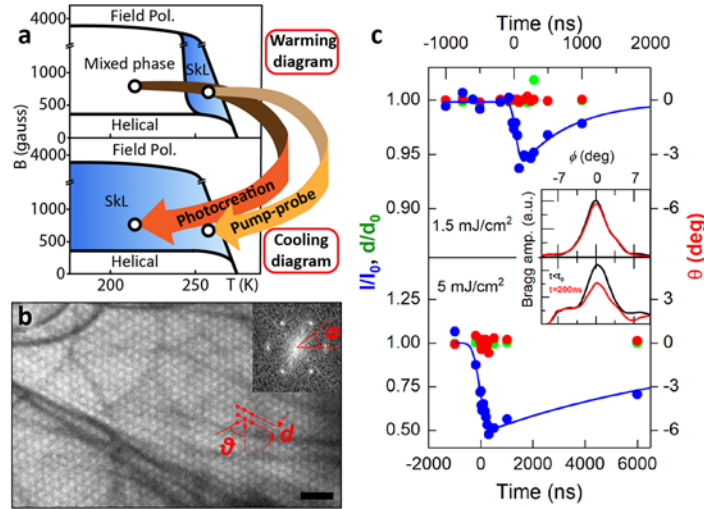 a
4000
Field Pol.
Warming
diagram
Mixed phase
SkL
1000
500
Helical
B (gauss)
4000
Field Pol.
SkL
Photocreation
Pump-probe
1000
500
Helical
Cooling
diagram
200
250
T (K)
b
ϑ
d
c
Time (ns)
-1000
0
1000
2000
1.00
0.95
0.90
0
-3
-6
1.5 mJ/cm²
ϕ (deg)
-7
0
7
Bragg amp. (a.u.)
t<t₀
t=200ns
5 mJ/cm²
I/I₀, d/d₀
θ (deg)
1.25
1.00
0.75
0.50
3
0
-3
-6
-2000
0
2000
4000
6000
Time (ns)